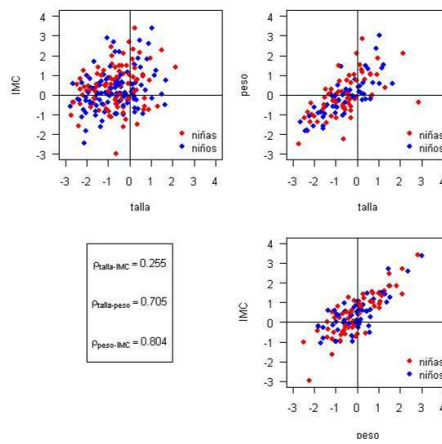 IMC
4
3
2
1
0
-1
-2
-3
-3 -2 -1 0 1 2 3 4
talla
niñas
niños
peso
4
3
2
1
0
-1
-2
-3
-3 -2 -1 0 1 2 3 4
talla
niñas
niños
ρtalla-IMC = 0.255
ρtalla-peso = 0.705
ρpeso-IMC = 0.804
IMC
4
3
2
1
0
-1
-2
-3
-3 -2 -1 0 1 2 3 4
peso
niñas
niños